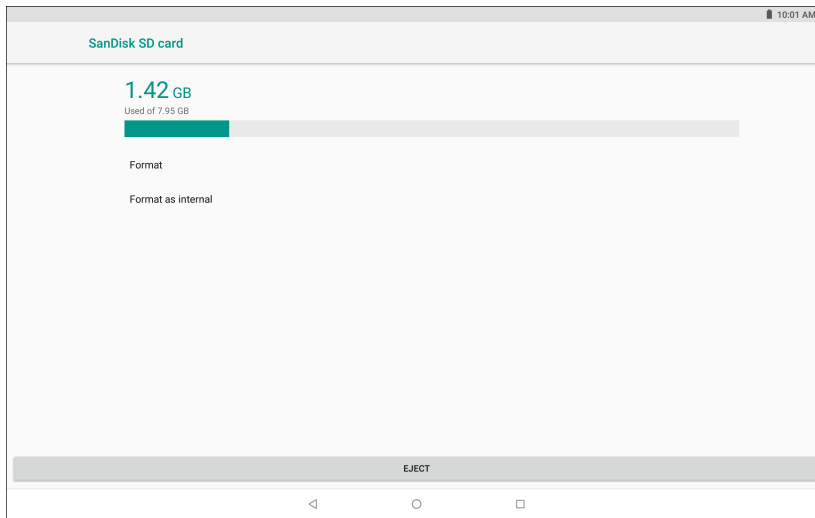 10:01 AM
SanDisk SD card
1.42 GB
Used of 7.95 GB
Format
Format as internal
EJECT